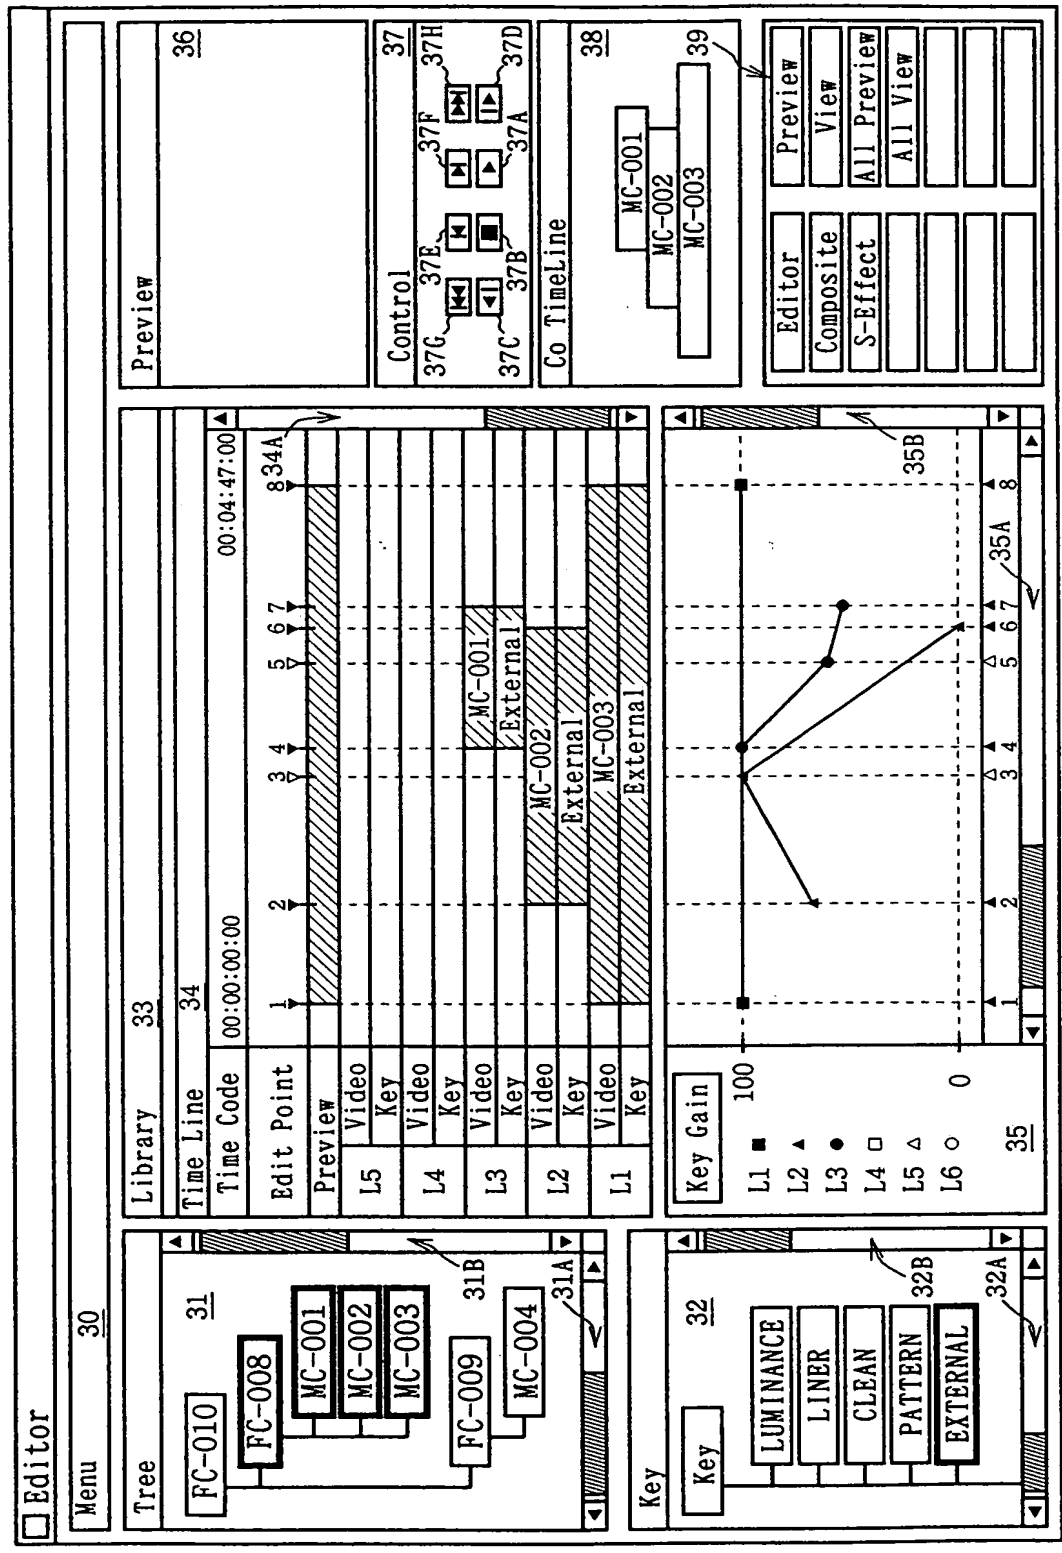 Editor
Menu
30
Tree
31
FC-010
FC-008
MC-001
MC-002
MC-003
FC-009
MC-004
31B
31A
Key
32
Key
LUMINANCE
LINER
CLEAN
PATTERN
EXTERNAL
32B
32A
Library
33
Time Line
34
Time Code
00:00:00:00
00:04:47:00
Edit Point
1
2
3
4
5
6
7
8
34A
Preview
L5
Video
Key
L4
Video
Key
L3
Video
MC-001
Key
External
L2
Video
MC-002
Key
External
L1
Video
MC-003
Key
External
Key Gain
100
0
L1
L2
L3
L4
L5
L6
35
1
2
3
4
5
6
7
8
35B
35A
Preview
36
Control
37
37G
37E
37F
37H
37C
37B
37A
37D
Co TimeLine
38
MC-001
MC-002
MC-003
39
Editor
Preview
Composite
View
S-Effect
All Preview
All View